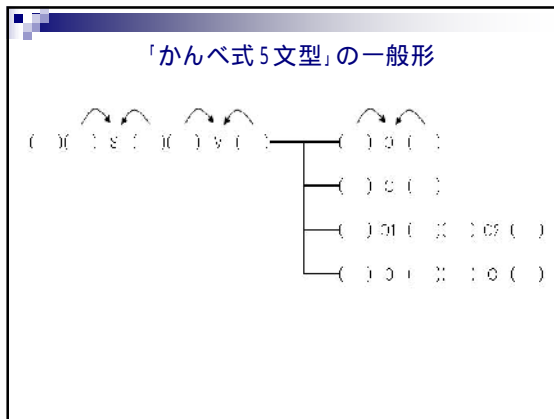 「かんべ式5文型」の一般形
(　)(　) S (　)(　) V (　)
(　) O (　)
(　) C (　)
(　) O1 (　)(　) O2 (　)
(　) O (　)(　) C (　)